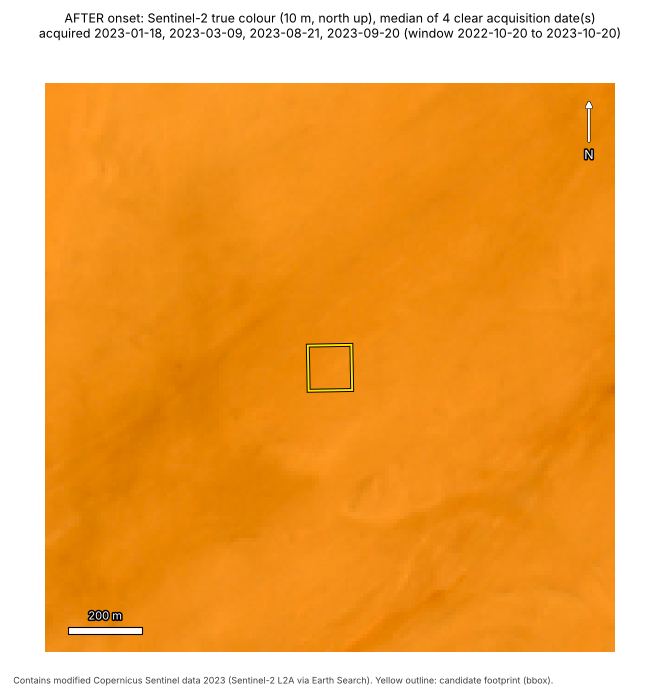 AFTER onset: Sentinel-2 true colour (10 m, north up), median of 4 clear acquisition date(s)
acquired 2023-01-18, 2023-03-09, 2023-08-21, 2023-09-20 (window 2022-10-20 to 2023-10-20)
N
200 m
Contains modified Copernicus Sentinel data 2023 (Sentinel-2 L2A via Earth Search). Yellow outline: candidate footprint (bbox).